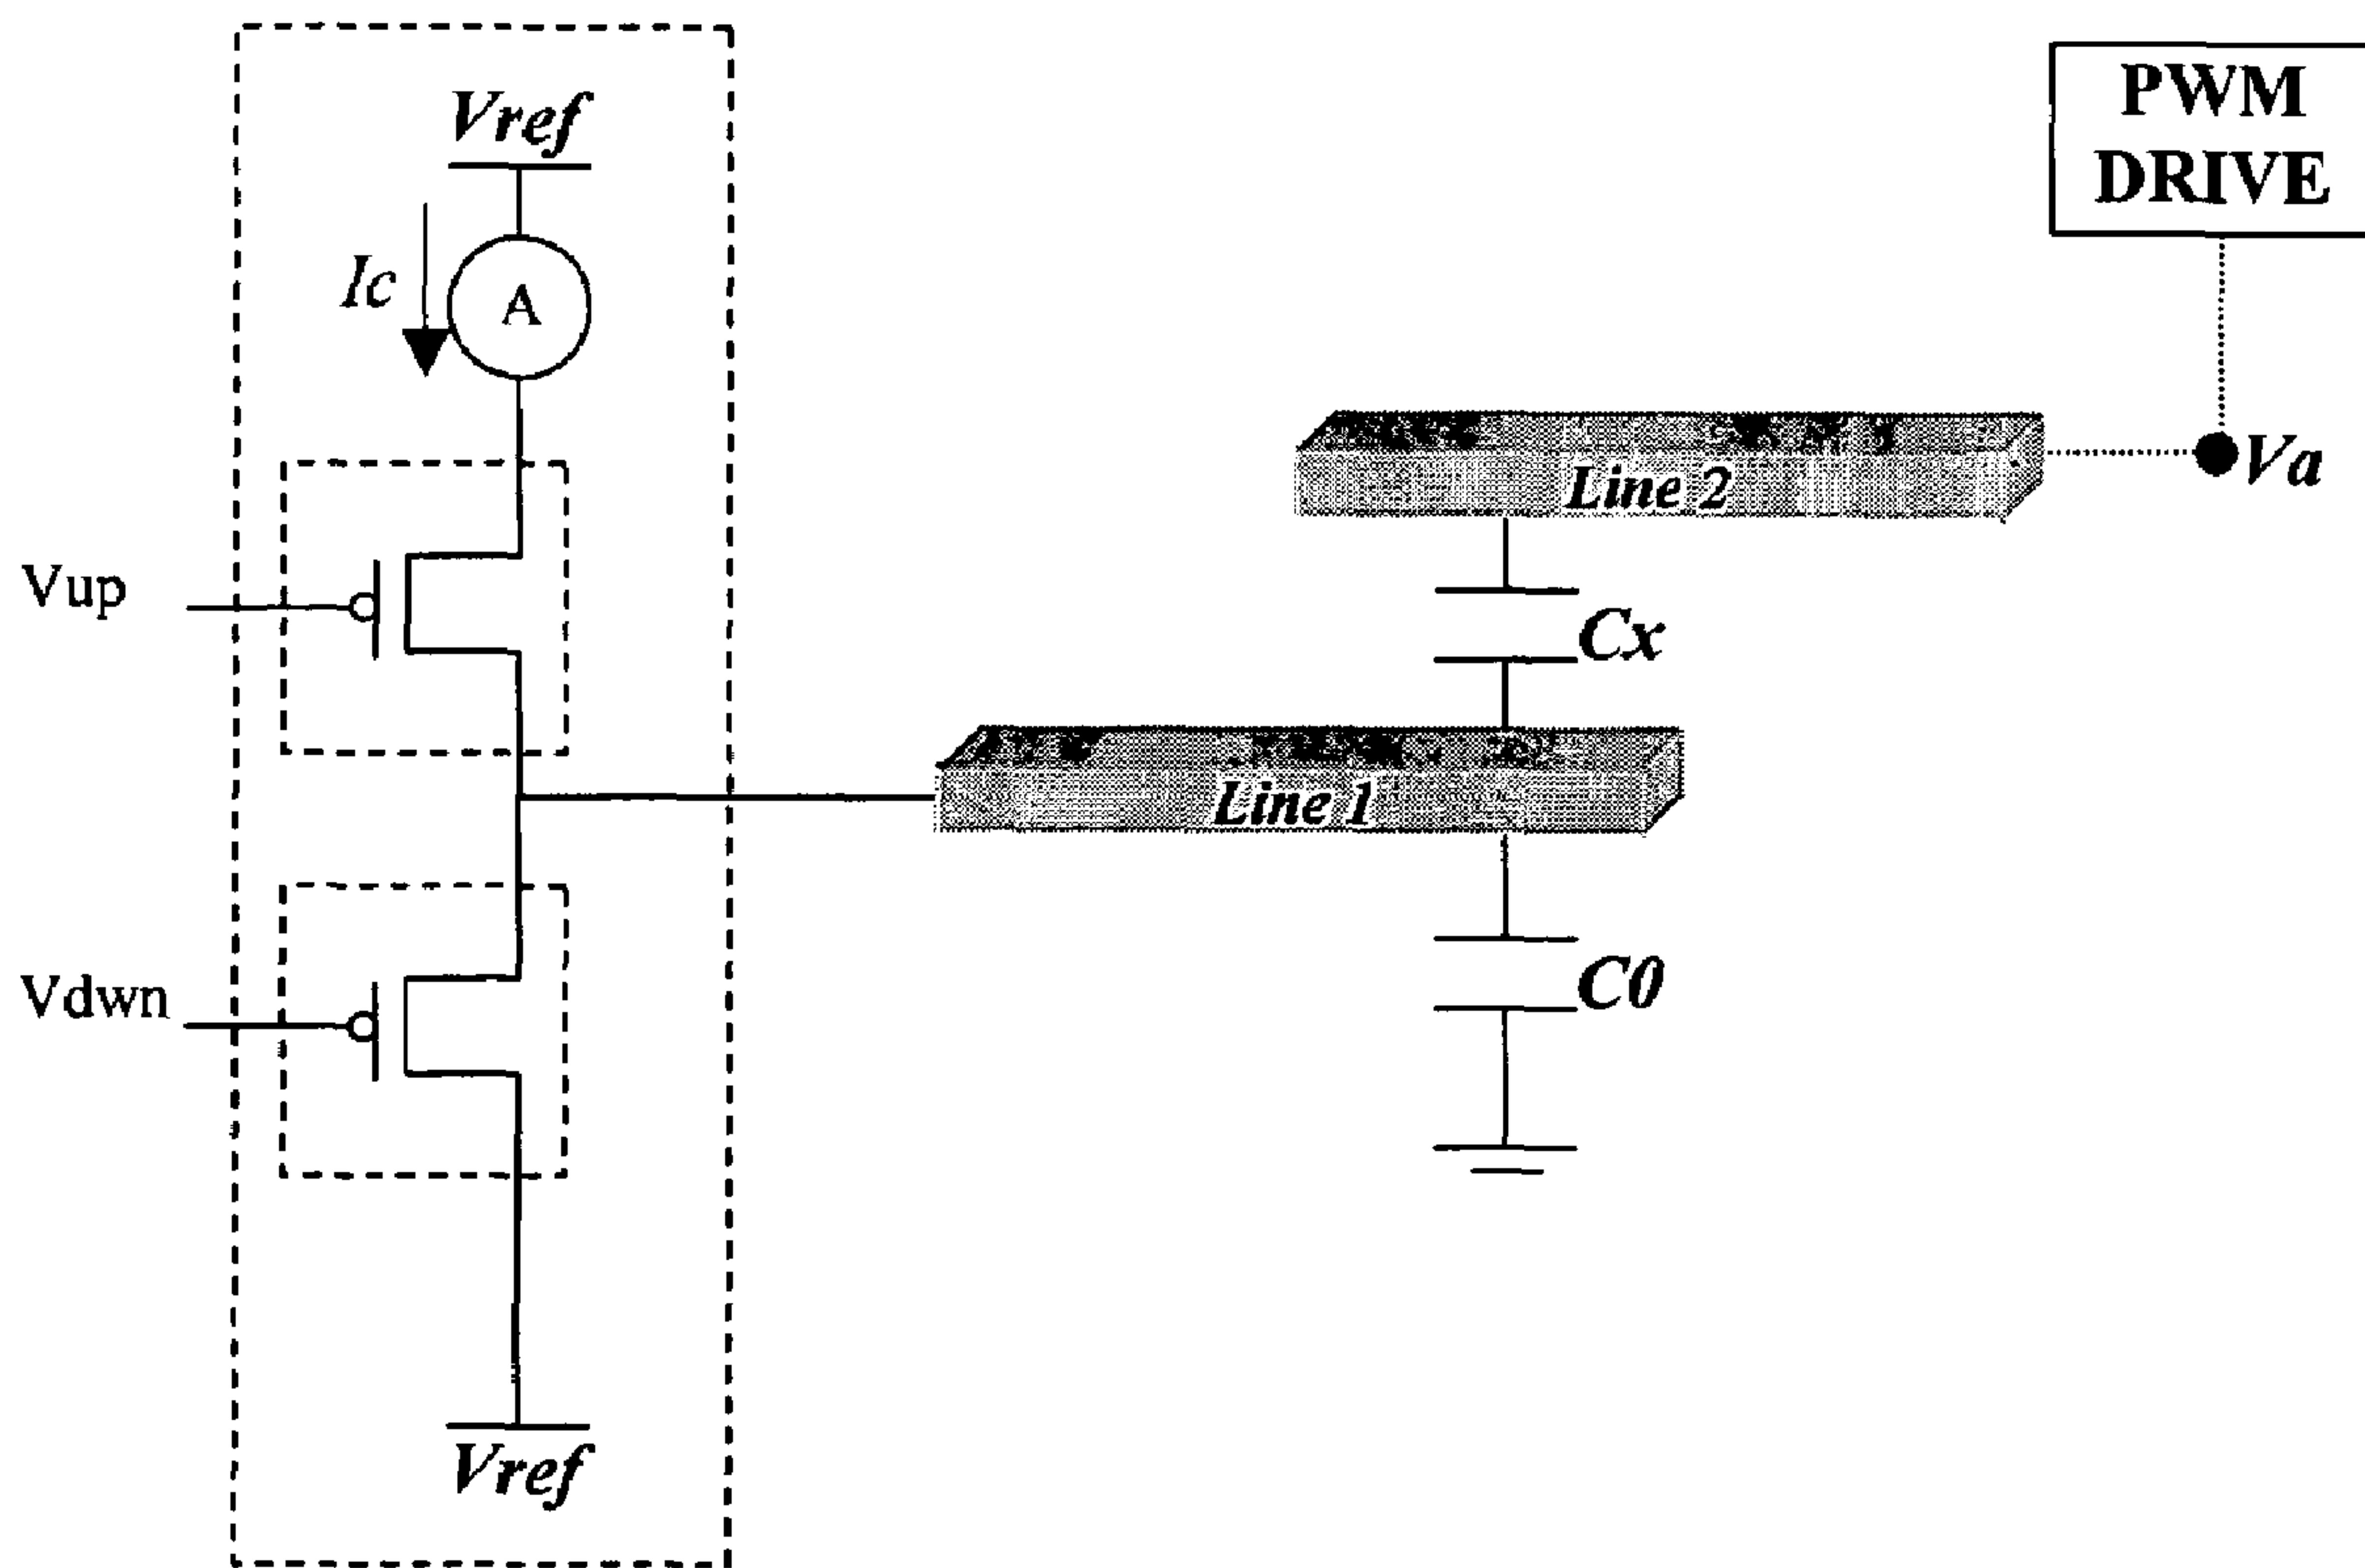 Vref
PWM
DRIVE
Ic
A
Va
Line 2
Vup
Cx
Line 1
Vdwn
C0
Vref